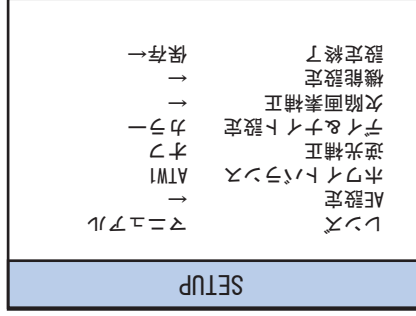 SETUP
レンズ マニュアル
AE設定 ←
ホワイトバランス ATW1
逆光補正 オフ
デイ&ナイト設定 カラー
欠陥画素補正 ←
機能設定 ←
設定終了 保存←